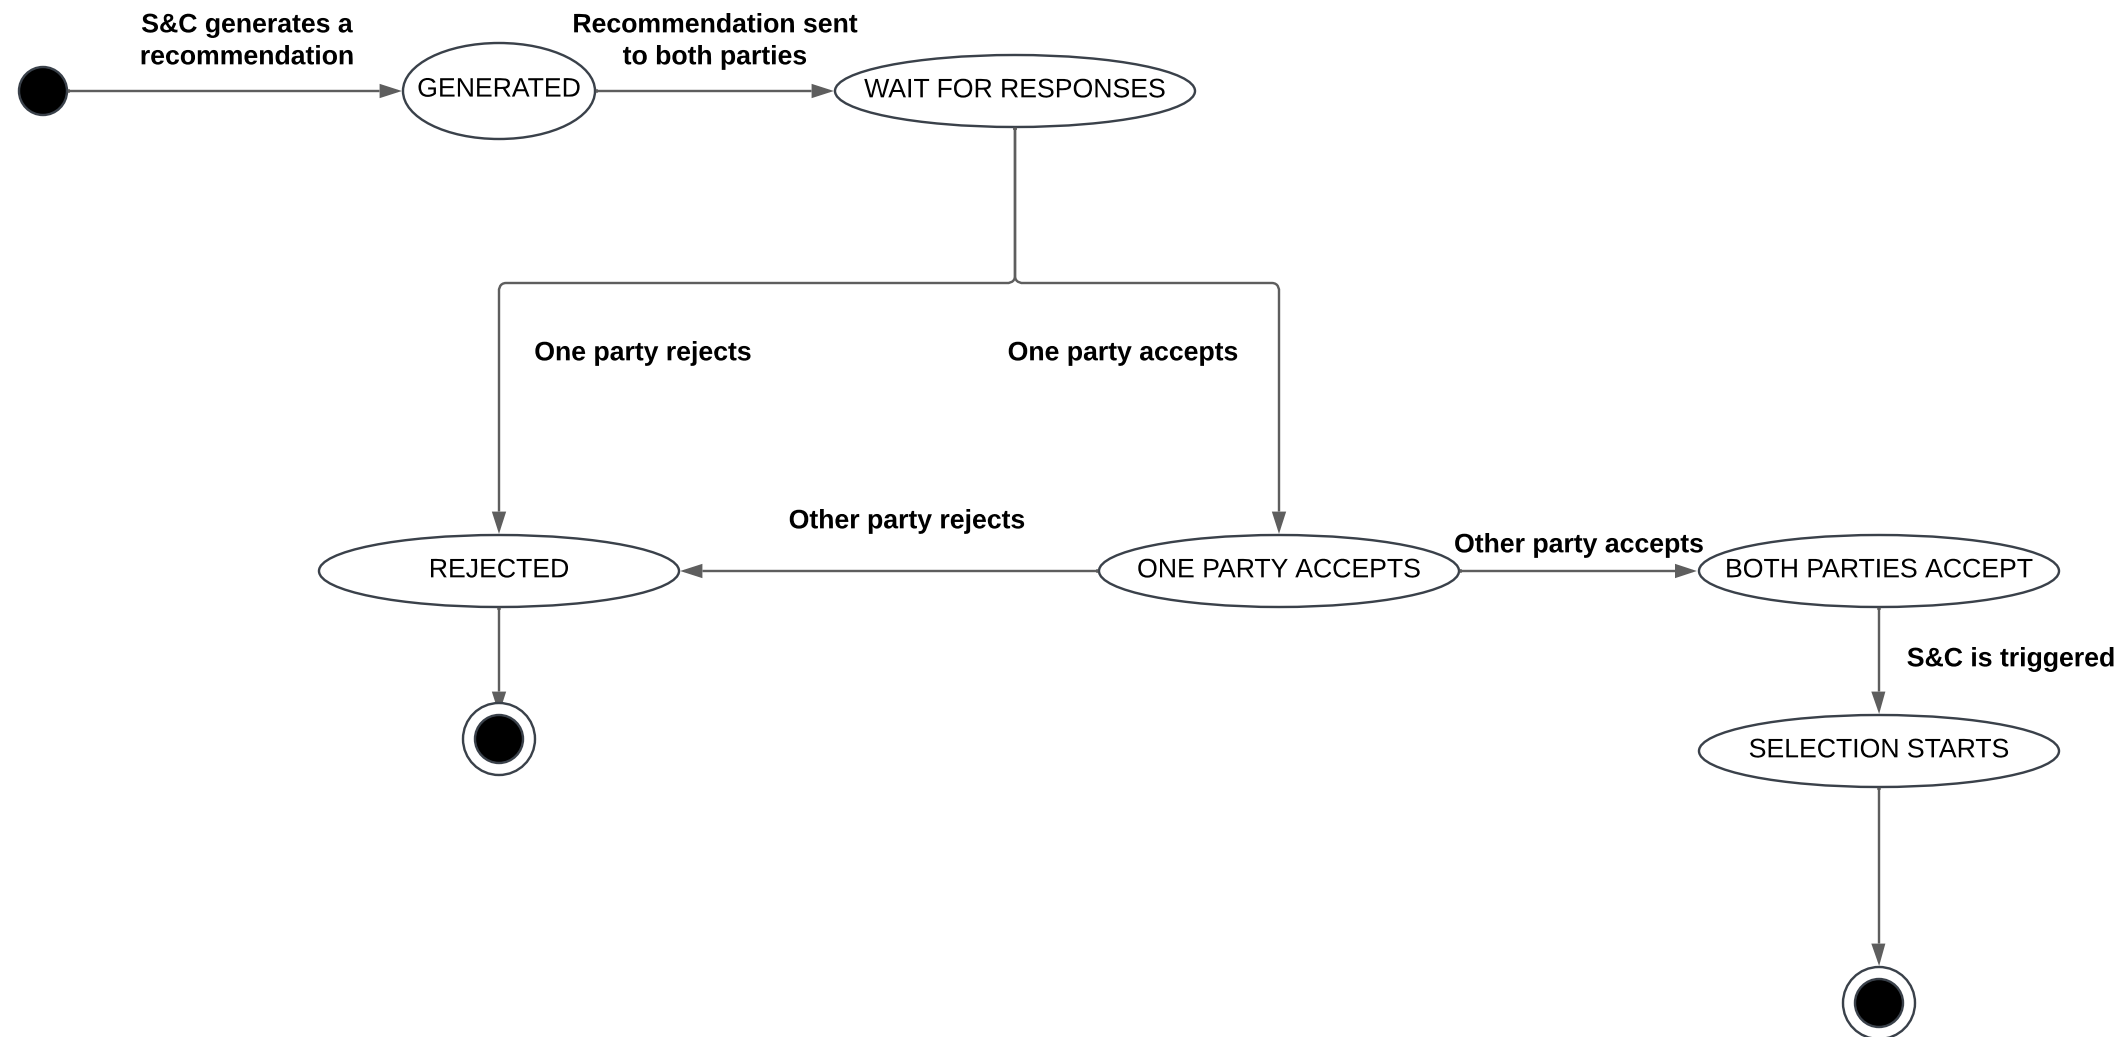 S&C generates a
recommendation
Recommendation sent
to both parties
GENERATED
WAIT FOR RESPONSES
One party rejects
One party accepts
Other party rejects
Other party accepts
REJECTED
ONE PARTY ACCEPTS
BOTH PARTIES ACCEPT
S&C is triggered
SELECTION STARTS